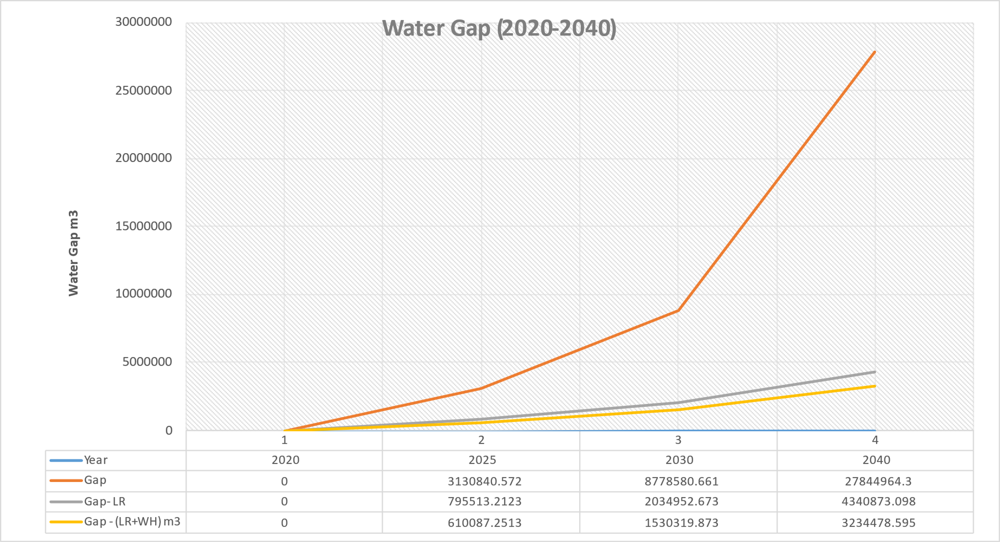 Water Gap (2020-2040)
30000000
25000000
20000000
15000000
10000000
5000000
0
Water Gap m3
1 2 3 4
Year 2020 2025 2030 2040
Gap 0 3130840.572 8778580.661 27844964.3
Gap- LR 0 795513.2123 2034952.673 4340873.098
Gap - (LR+WH) m3 0 610087.2513 1530319.873 3234478.595